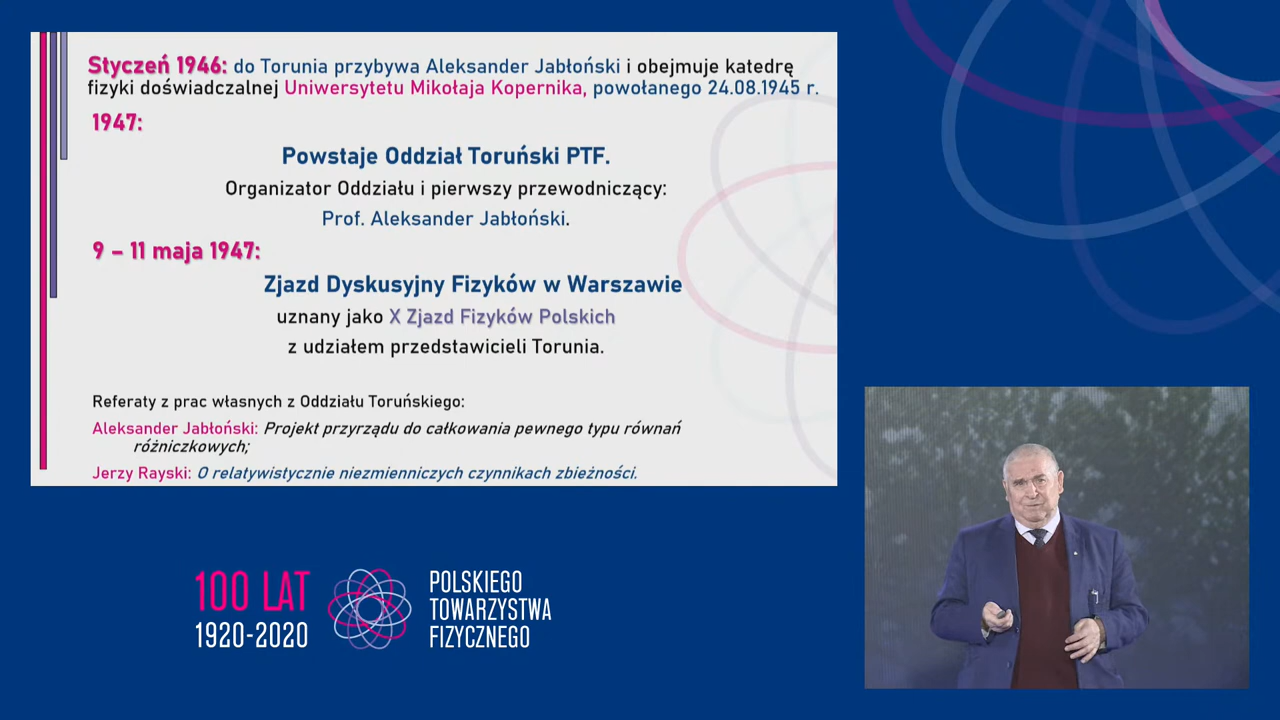 Styczeń 1946: do Torunia przybywa Aleksander Jabłoński i obejmuje katedrę
fizyki doświadczalnej Uniwersytetu Mikołaja Kopernika, powołanego 24.08.1945 r.
1947:
Powstaje Oddział Toruński PTF.
Organizator Oddziału i pierwszy przewodniczący:
Prof. Aleksander Jabłoński.
9 – 11 maja 1947:
Zjazd Dyskusyjny Fizyków w Warszawie
uznany jako X Zjazd Fizyków Polskich
z udziałem przedstawicieli Torunia.
Referaty z prac własnych z Oddziału Toruńskiego:
Aleksander Jabłoński: Projekt przyrządu do całkowania pewnego typu równań
różniczkowych;
Jerzy Rayski: O relatywistycznie niezmienniczych czynnikach zbieżności.
100 LAT
1920-2020
POLSKIEGO
TOWARZYSTWA
FIZYCZNEGO